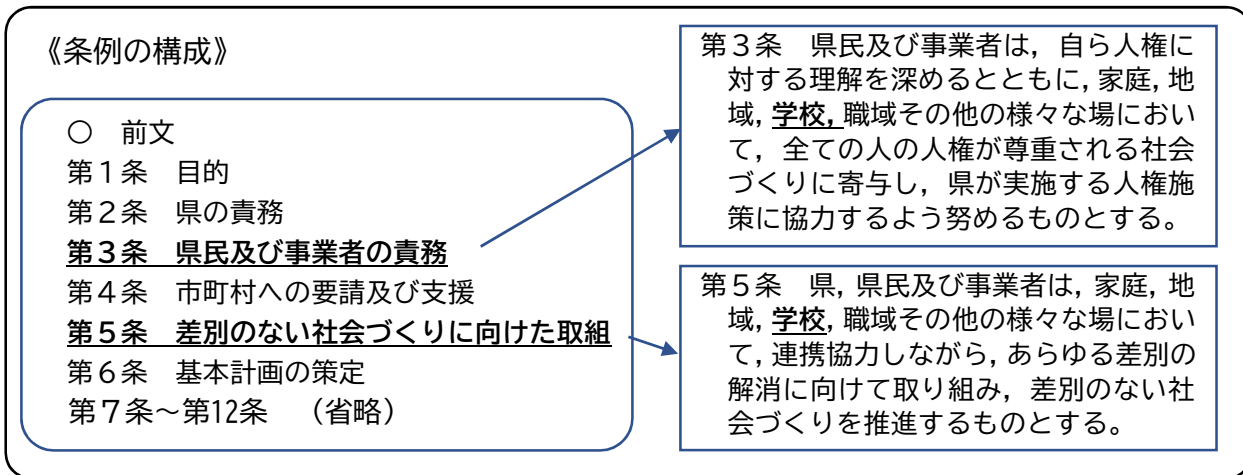 《条例の構成》
○ 前文
第1条 目的
第2条 県の責務
第3条 県民及び事業者の責務
第4条 市町村への要請及び支援
第5条 差別のない社会づくりに向けた取組
第6条 基本計画の策定
第7条~第12条 (省略)
第3条 県民及び事業者は,自ら人権に
対する理解を深めるとともに,家庭,地
域,学校,職域その他の様々な場におい
て,全ての人の人権が尊重される社会
づくりに寄与し,県が実施する人権施
策に協力するよう努めるものとする。
第5条 県,県民及び事業者は,家庭,地
域,学校,職域その他の様々な場におい
て,連携協力しながら,あらゆる差別の
解消に向けて取り組み,差別のない社
会づくりを推進するものとする。